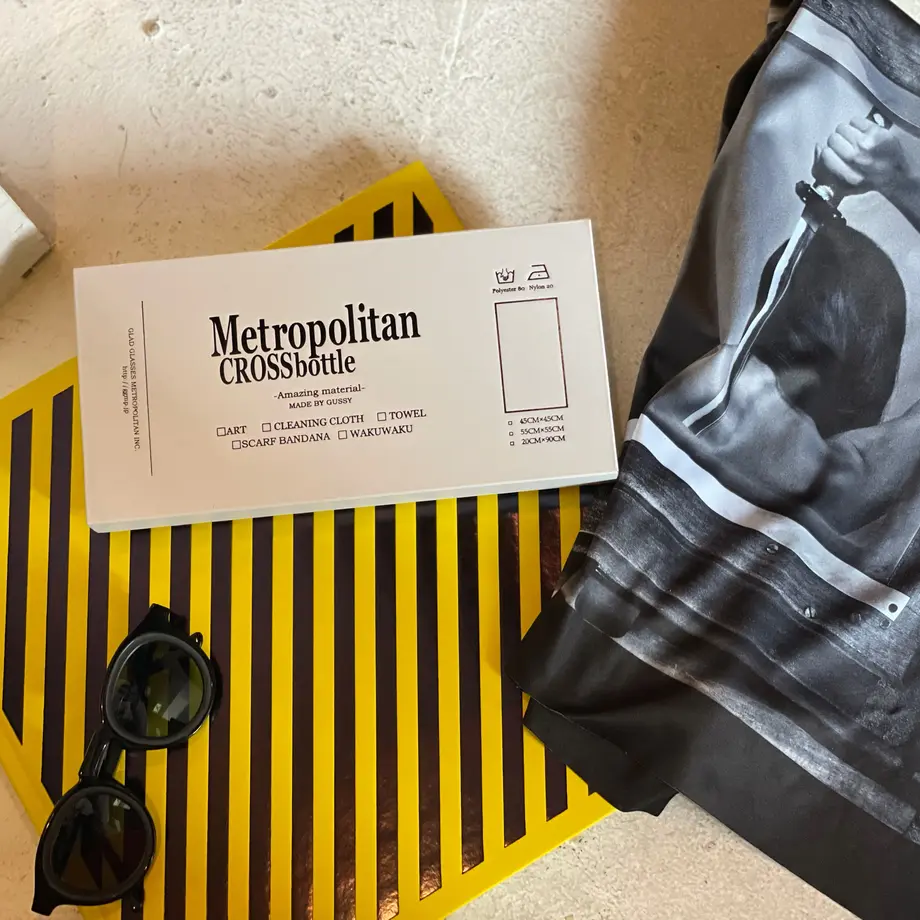 GLAD GLASSES METROPOLITAN INC.
Metropolitan
CROSSbottle
-Amazing material-
MADE BY GUSSY
□ART □ CLEANING CLOTH □ TOWEL
□SCARF BANDANA □ WAKUWAKU
Polyester 80 Nylon 20
□ 45CM×45CM
□ 55CM×55CM
□ 20CM×90CM